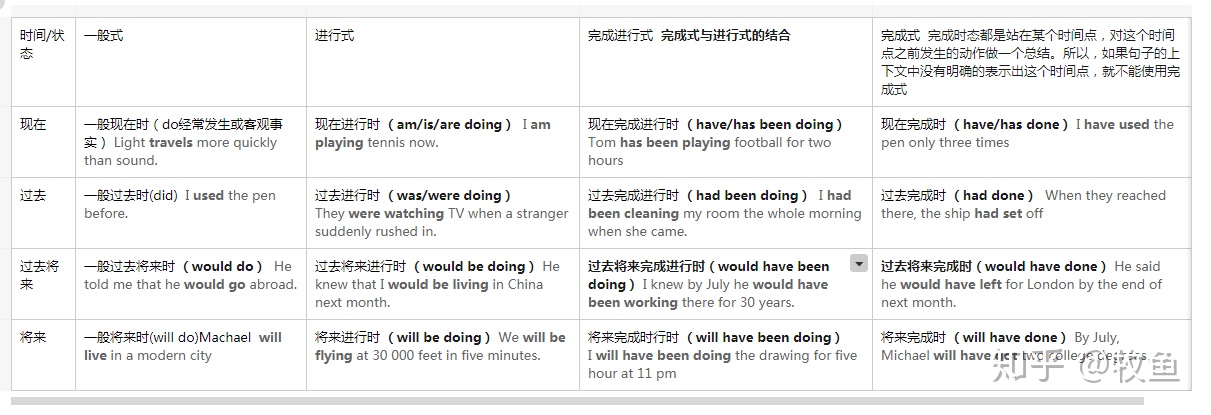 时间/状态
一般式
进行式
完成进行式 完成式与进行式的结合
完成式 完成时态都是站在某个时间点，对这个时间点之前发生的动作做一个总结。所以，如果句子的上下文中没有明确的表示出这个时间点，就不能使用完成式
现在
一般现在时（do经常发生或客观事实） Light travels more quickly than sound.
现在进行时（am/is/are doing） I am playing tennis now.
现在完成进行时（have/has been doing） Tom has been playing football for two hours
现在完成时（have/has done）I have used the pen only three times
过去
一般过去时(did) I used the pen before.
过去进行时（was/were doing） They were watching TV when a stranger suddenly rushed in.
过去完成进行时（had been doing） I had been cleaning my room the whole morning when she came.
过去完成时（had done） When they reached there, the ship had set off
过去将来
一般过去将来时（would do） He told me that he would go abroad.
过去将来进行时（would be doing）He knew that I would be living in China next month.
过去将来完成进行时（would have been doing）I knew by July he would have been working there for 30 years.
过去将来完成时（would have done）He said he would have left for London by the end of next month.
将来
一般将来时(will do)Machael will live in a modern city
将来进行时（will be doing）We will be flying at 30 000 feet in five minutes.
将来完成时行时（will have been doing） I will have been doing the drawing for five hour at 11 pm
将来完成时（will have done）By July, Michael will have got two college degrees
知乎 @牧鱼